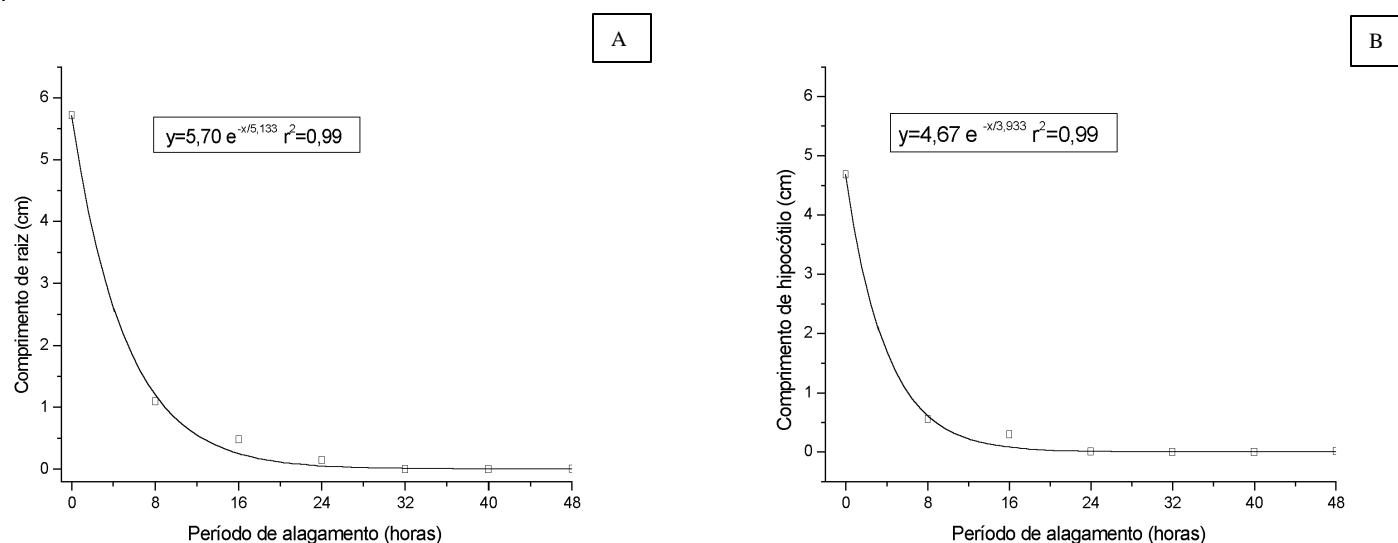 A
y=5,70 e^-x/5,133 r²=0,99
Comprimento de raiz (cm)
6
5
4
3
2
1
0
0 8 16 24 32 40 48
Período de alagamento (horas)
B
y=4,67 e^-x/3,933 r²=0,99
Comprimento de hipocótilo (cm)
6
5
4
3
2
1
0
0 8 16 24 32 40 48
Período de alagamento (horas)